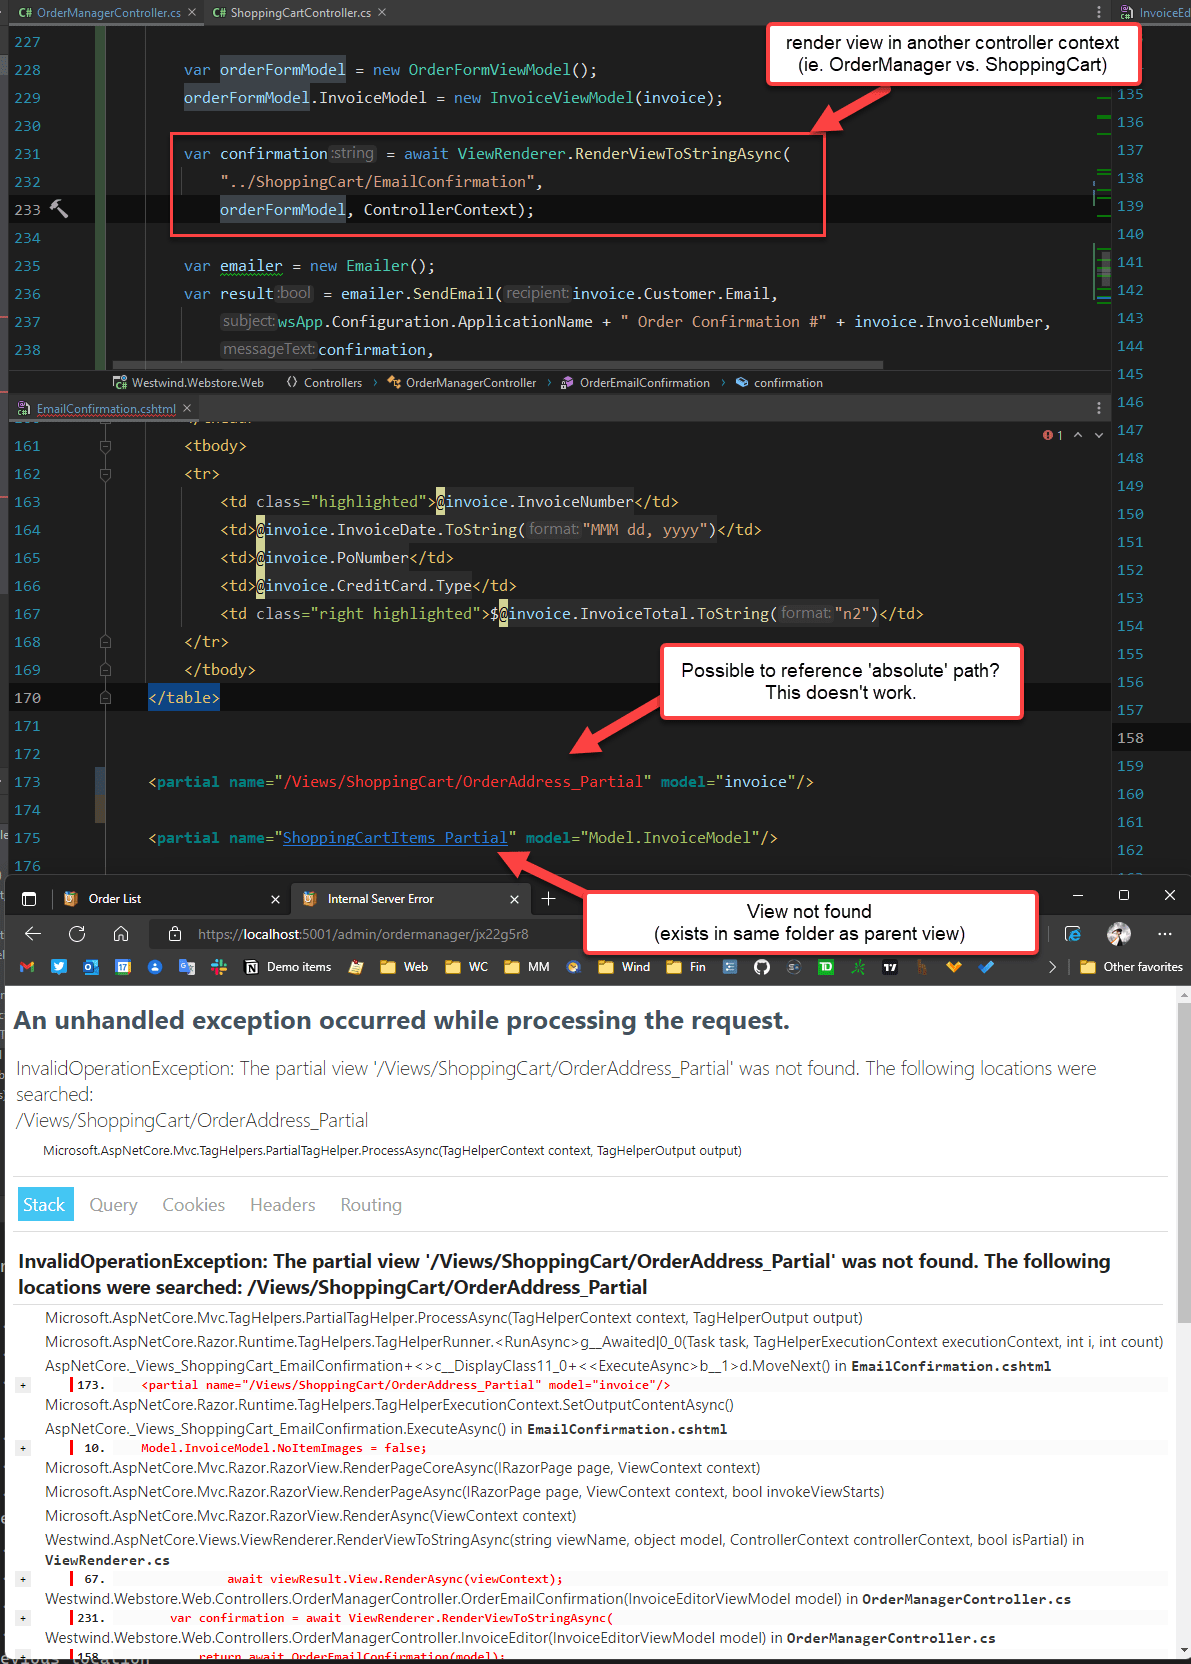 C# OrderManagerController.cs ×
C# ShoppingCartController.cs ×
InvoiceEd
render view in another controller context
(ie. OrderManager vs. ShoppingCart)
227
228 var orderFormModel = new OrderFormViewModel();
229 orderFormModel.InvoiceModel = new InvoiceViewModel(invoice);
230
231 var confirmation :string = await ViewRenderer.RenderViewToStringAsync(
232 "../ShoppingCart/EmailConfirmation",
233 orderFormModel, ControllerContext);
234
235 var emailer = new Emailer();
236 var result :bool = emailer.SendEmail( recipient: invoice.Customer.Email,
237 subject: wsApp.Configuration.ApplicationName + " Order Confirmation #" + invoice.InvoiceNumber,
238 messageText: confirmation,
Westwind.Webstore.Web
Controllers
OrderManagerController
OrderEmailConfirmation
confirmation
EmailConfirmation.cshtml ×
1
161 <tbody>
162 <tr>
163 <td class="highlighted">@invoice.InvoiceNumber</td>
164 <td>@invoice.InvoiceDate.ToString( format: "MMM dd, yyyy")</td>
165 <td>@invoice.PoNumber</td>
166 <td>@invoice.CreditCard.Type</td>
167 <td class="right highlighted">$@invoice.InvoiceTotal.ToString( format: "n2")</td>
168 </tr>
169 </tbody>
170 </table>
171
172
173 <partial name="/Views/ShoppingCart/OrderAddress_Partial" model="invoice"/>
174
175 <partial name="ShoppingCartItems_Partial" model="Model.InvoiceModel"/>
176
Possible to reference 'absolute' path?
This doesn't work.
View not found
(exists in same folder as parent view)
135
136
137
138
139
140
141
142
143
144
145
146
147
148
149
150
151
152
153
154
155
156
157
158
159
160
161
162
Order List ×
Internal Server Error ×
https://localhost:5001/admin/ordermanager/jx22g5r8
Demo items
Web
WC
MM
Wind
Fin
Other favorites
An unhandled exception occurred while processing the request.
InvalidOperationException: The partial view '/Views/ShoppingCart/OrderAddress_Partial' was not found. The following locations were
searched:
/Views/ShoppingCart/OrderAddress_Partial
Microsoft.AspNetCore.Mvc.TagHelpers.PartialTagHelper.ProcessAsync(TagHelperContext context, TagHelperOutput output)
Stack Query Cookies Headers Routing
InvalidOperationException: The partial view '/Views/ShoppingCart/OrderAddress_Partial' was not found. The following
locations were searched: /Views/ShoppingCart/OrderAddress_Partial
Microsoft.AspNetCore.Mvc.TagHelpers.PartialTagHelper.ProcessAsync(TagHelperContext context, TagHelperOutput output)
Microsoft.AspNetCore.Razor.Runtime.TagHelpers.TagHelperRunner.<RunAsync>g__Awaited|0_0(Task task, TagHelperExecutionContext executionContext, int i, int count)
AspNetCore._Views_ShoppingCart_EmailConfirmation+<>c__DisplayClass11_0+<<ExecuteAsync>b__1>d.MoveNext() in EmailConfirmation.cshtml
+ 173. <partial name="/Views/ShoppingCart/OrderAddress_Partial" model="invoice"/>
Microsoft.AspNetCore.Razor.Runtime.TagHelpers.TagHelperExecutionContext.SetOutputContentAsync()
AspNetCore._Views_ShoppingCart_EmailConfirmation.ExecuteAsync() in EmailConfirmation.cshtml
+ 10. Model.InvoiceModel.NoItemImages = false;
Microsoft.AspNetCore.Mvc.Razor.RazorView.RenderPageCoreAsync(IRazorPage page, ViewContext context)
Microsoft.AspNetCore.Mvc.Razor.RazorView.RenderPageAsync(IRazorPage page, ViewContext context, bool invokeViewStarts)
Microsoft.AspNetCore.Mvc.Razor.RazorView.RenderAsync(ViewContext context)
Westwind.AspNetCore.Views.ViewRenderer.RenderViewToStringAsync(string viewName, object model, ControllerContext controllerContext, bool isPartial) in
ViewRenderer.cs
+ 67. await viewResult.View.RenderAsync(viewContext);
Westwind.Webstore.Web.Controllers.OrderManagerController.OrderEmailConfirmation(InvoiceEditorViewModel model) in OrderManagerController.cs
+ 231. var confirmation = await ViewRenderer.RenderViewToStringAsync(
Westwind.Webstore.Web.Controllers.OrderManagerController.InvoiceEditor(InvoiceEditorViewModel model) in OrderManagerController.cs
+ 158. return await OrderEmailConfirmation(model);